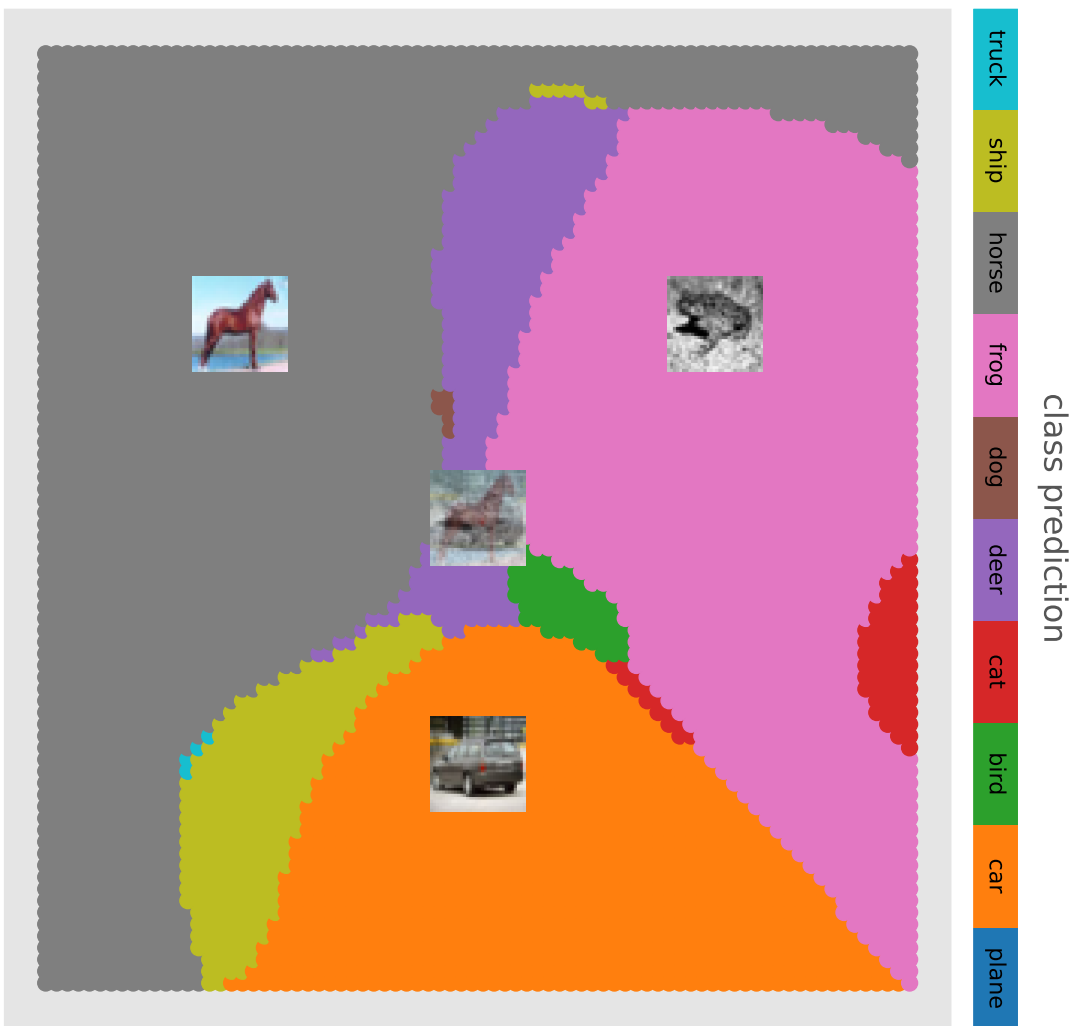 truck
ship
horse
frog
dog
deer
cat
bird
car
plane
class prediction